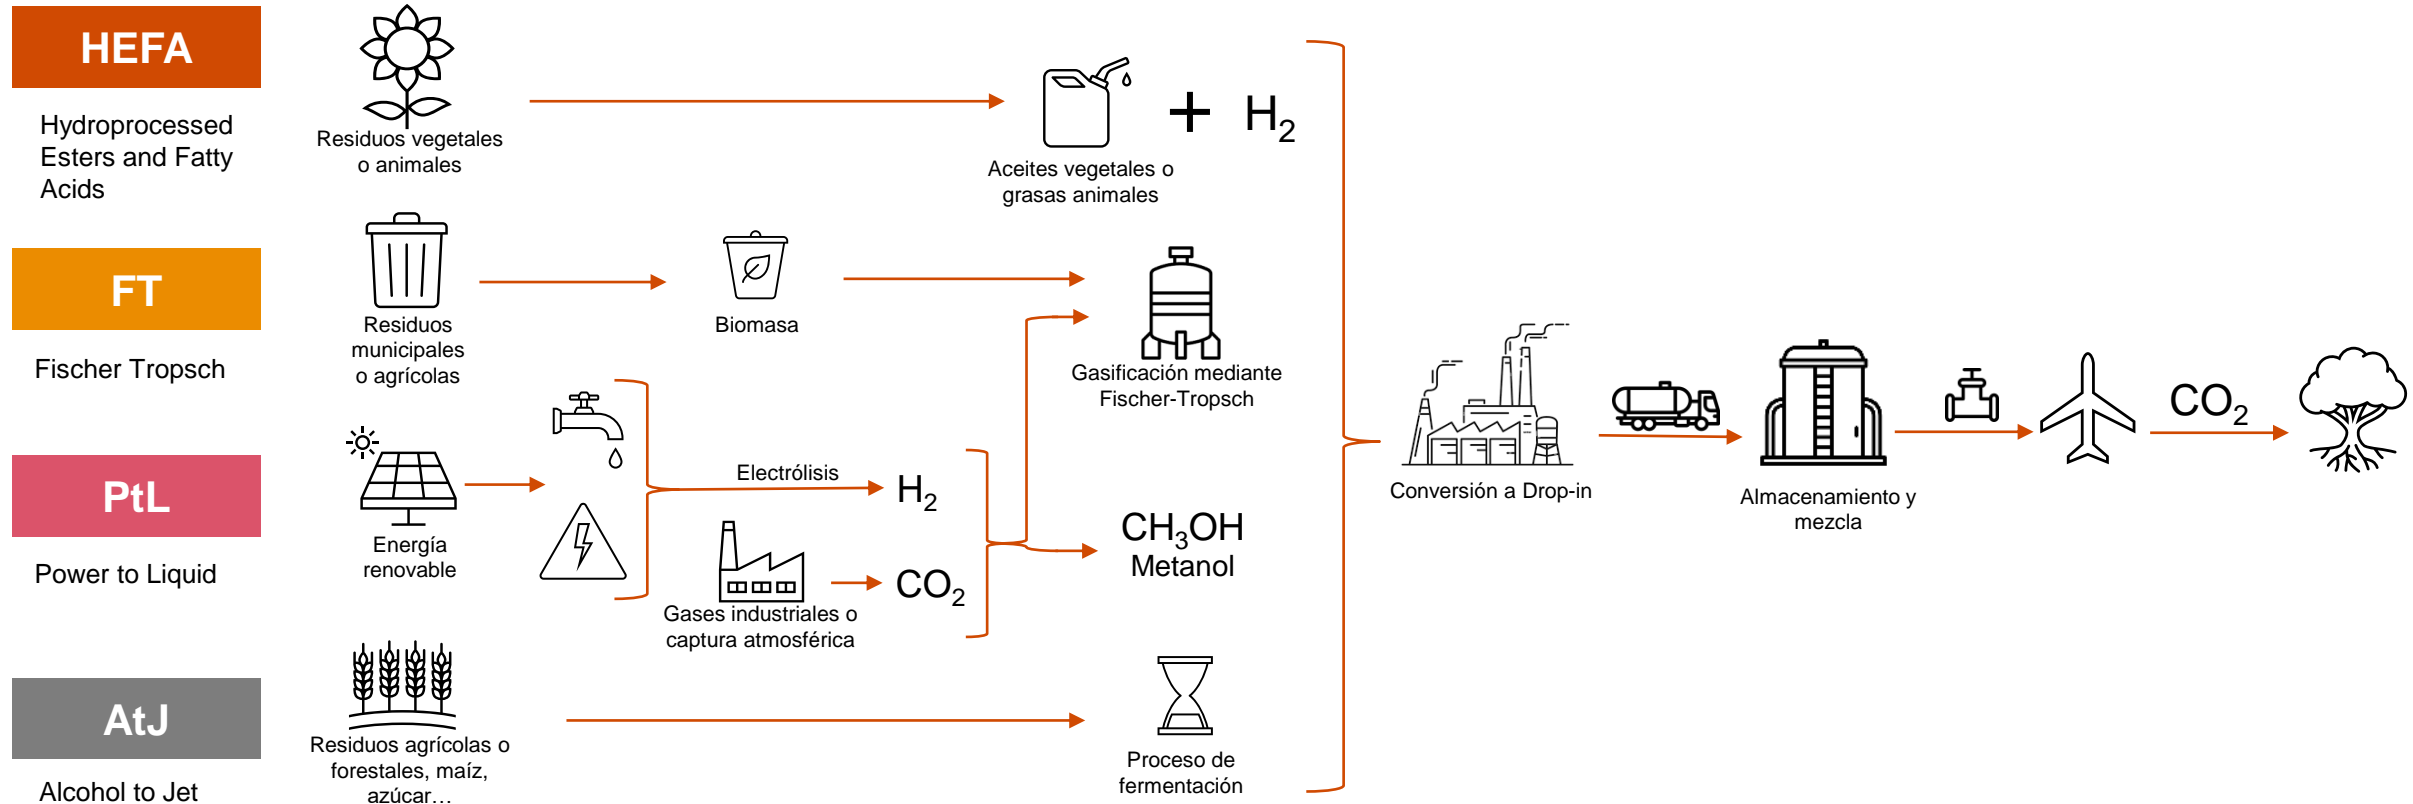 HEFA
Hydroprocessed
Esters and Fatty
Acids
Residuos vegetales
o animales
Aceites vegetales o
grasas animales
+ H₂
FT
Fischer Tropsch
Residuos
municipales
o agrícolas
Biomasa
Gasificación mediante
Fischer-Tropsch
PtL
Power to Liquid
Energía
renovable
Electrólisis
H₂
Gases industriales o
captura atmosférica
CO₂
CH₃OH
Metanol
AtJ
Alcohol to Jet
Residuos agrícolas o
forestales, maíz,
azúcar…
Proceso de
fermentación
Conversión a Drop-in
Almacenamiento y
mezcla
CO₂